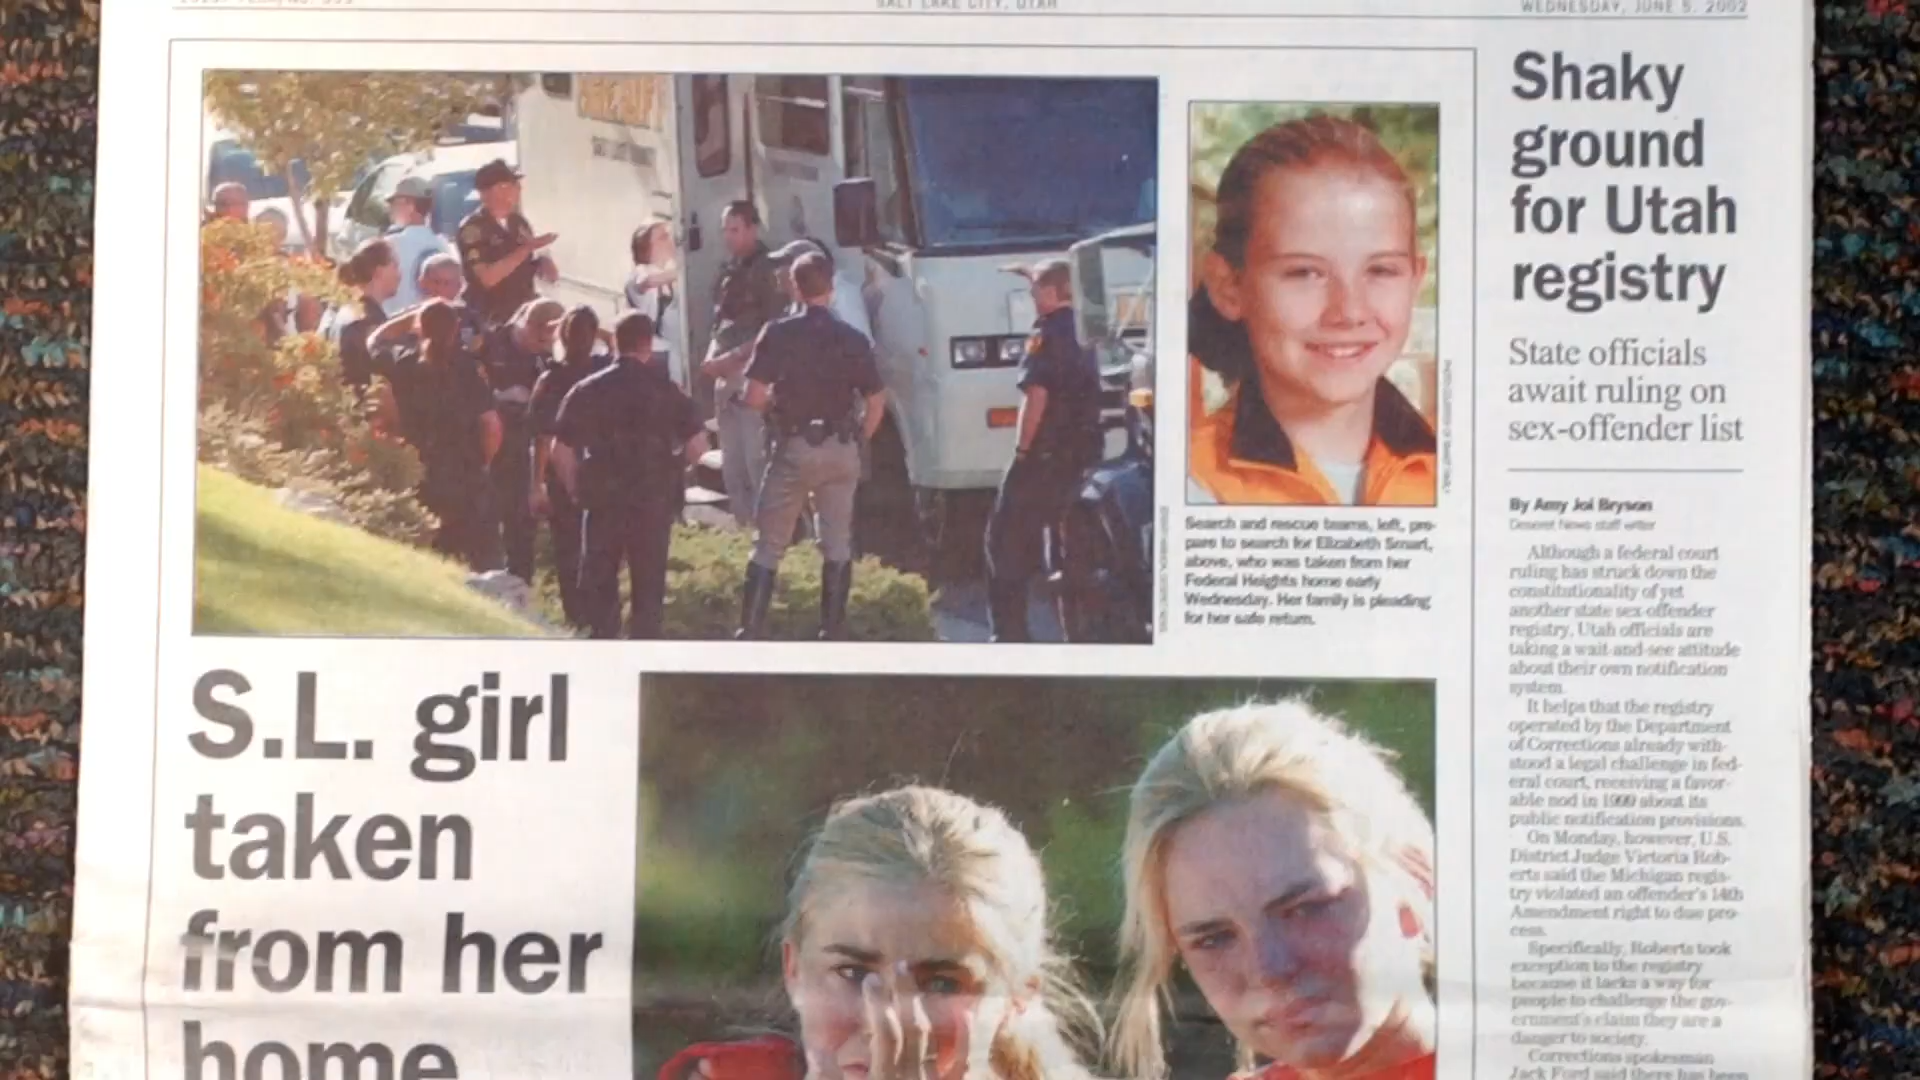 SALT LAKE CITY, UTAH
WEDNESDAY, JUNE 5, 2002
Search and rescue teams, left, pre-
pare to search for Elizabeth Smart,
above, who was taken from her
Federal Heights home early
Wednesday. Her family is pleading
for her safe return.
S.L. girl
taken
from her
home
Shaky
ground
for Utah
registry
State officials
await ruling on
sex-offender list
By Amy Joi Bryson
Deseret News staff writer
Although a federal court
ruling has struck down the
constitutionality of yet
another state sex offender
registry, Utah officials are
taking a wait-and-see attitude
about their own notification
system.
It helps that the registry
operated by the Department
of Corrections already with-
stood a legal challenge in fed-
eral court, receiving a favor-
able nod in 1999 about its
public notification provisions.
On Monday, however, U.S.
District Judge Victoria Rob-
erts said the Michigan regis-
try violated an offender's 14th
Amendment right to due pro-
cess.
Specifically, Roberts took
exception to the registry
because it lacks a way for
people to challenge the gov-
ernment's claim they are a
danger to society.
Corrections spokesman
Jack Ford said there has been